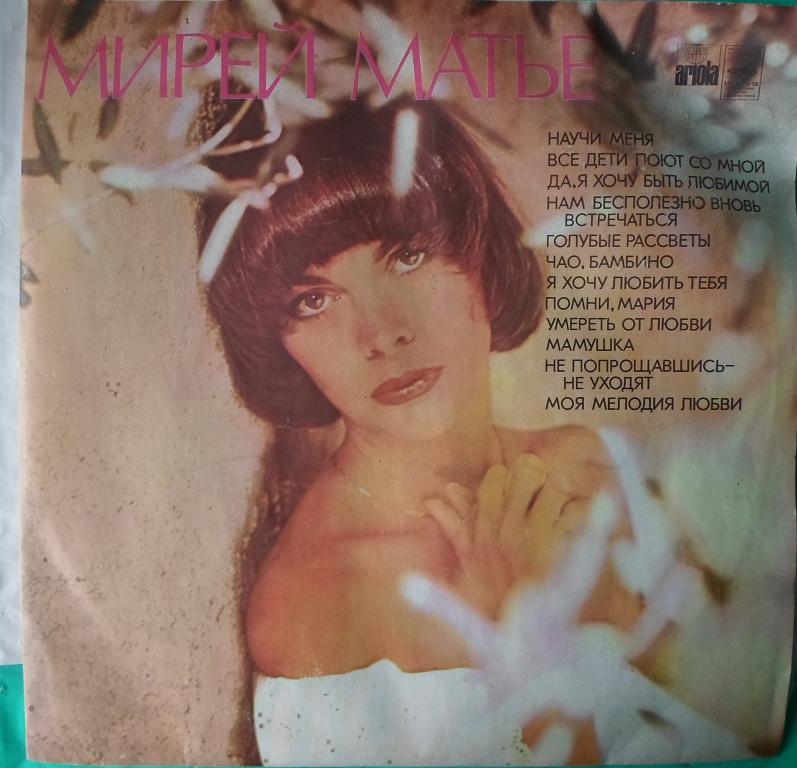 МИРЕЙ МАТЬЕ
ariola
НАУЧИ МЕНЯ
ВСЕ ДЕТИ ПОЮТ СО МНОЙ
ДА, Я ХОЧУ БЫТЬ ЛЮБИМОЙ
НАМ БЕСПОЛЕЗНО ВНОВЬ
ВСТРЕЧАТЬСЯ
ГОЛУБЫЕ РАССВЕТЫ
ЧАО, БАМБИНО
Я ХОЧУ ЛЮБИТЬ ТЕБЯ
ПОМНИ, МАРИЯ
УМЕРЕТЬ ОТ ЛЮБВИ
МАМУШКА
НЕ ПОПРОЩАВШИСЬ—
НЕ УХОДЯТ
МОЯ МЕЛОДИЯ ЛЮБВИ